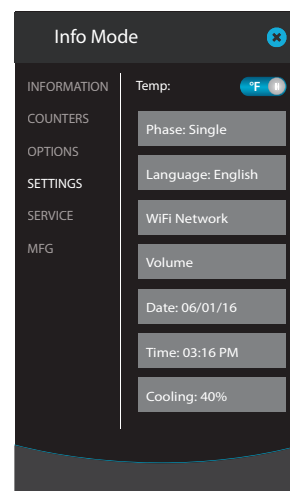 Info Mode
INFORMATION
COUNTERS
OPTIONS
SETTINGS
SERVICE
MFG
Temp: °F
Phase: Single
Language: English
WiFi Network
Volume
Date: 06/01/16
Time: 03:16 PM
Cooling: 40%